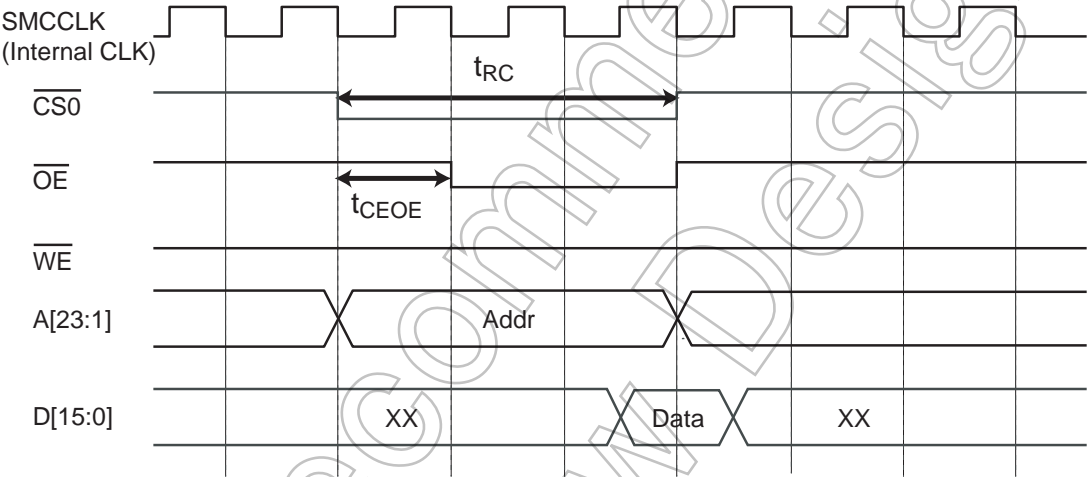 SMCCLK
(Internal CLK)
tRC
CS0
OE
tCEOE
WE
A[23:1]
Addr
D[15:0]
XX
Data
XX